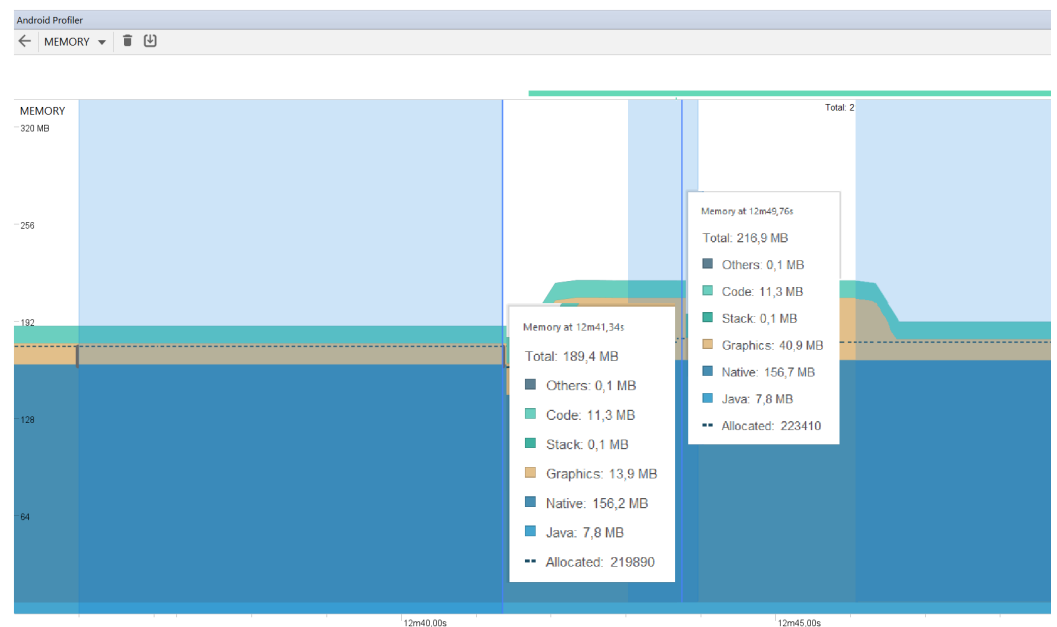 Android Profiler
MEMORY
MEMORY
Total: 2
320 MB
256
192
128
64
Memory at 12m41,34s
Total: 189,4 MB
Others: 0,1 MB
Code: 11,3 MB
Stack: 0,1 MB
Graphics: 13,9 MB
Native: 156,2 MB
Java: 7,8 MB
Allocated: 219890
Memory at 12m49,76s
Total: 216,9 MB
Others: 0,1 MB
Code: 11,3 MB
Stack: 0,1 MB
Graphics: 40,9 MB
Native: 156,7 MB
Java: 7,8 MB
Allocated: 223410
12m40.00s
12m45.00s